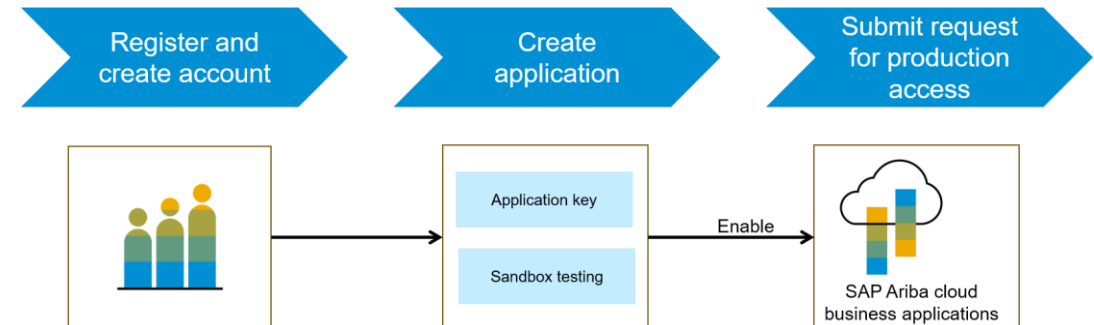 Register and
create account
Create
application
Submit request
for production
access
Application key
Sandbox testing
Enable
SAP Ariba cloud
business applications